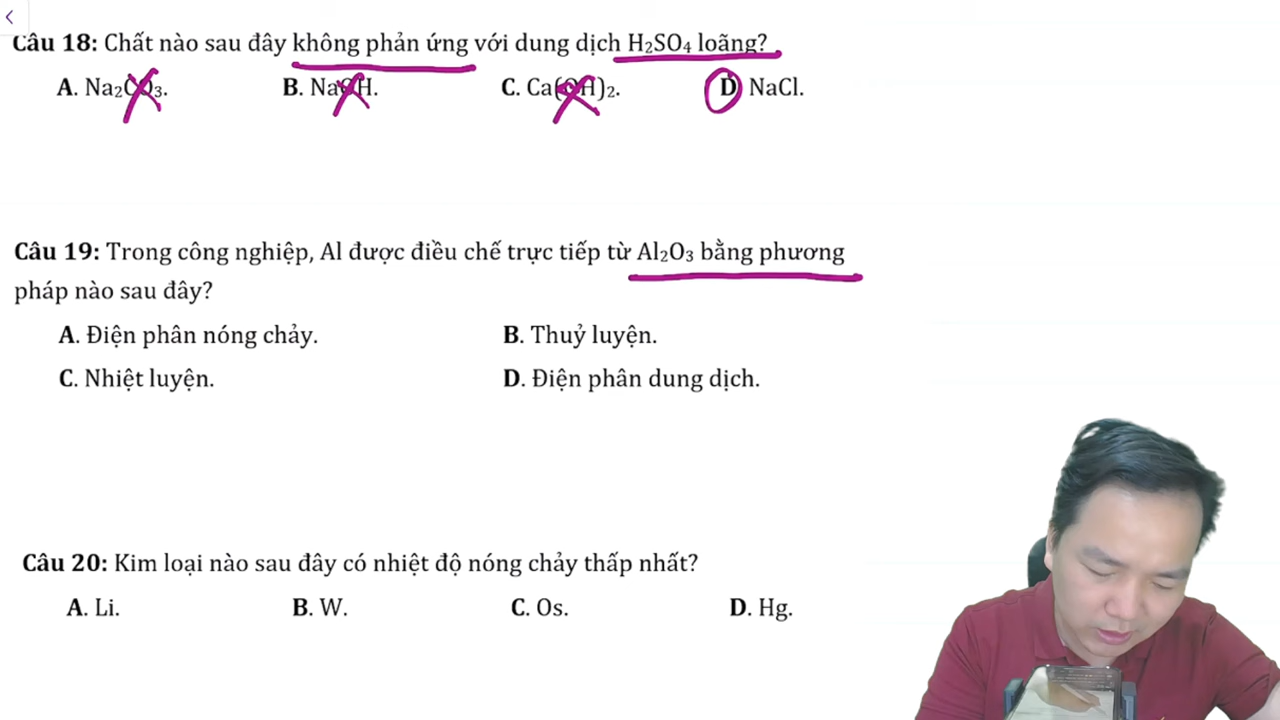 Câu 18: Chất nào sau đây không phản ứng với dung dịch H₂SO₄ loãng?
A. Na₂CO₃. B. NaOH. C. Ca(OH)₂. D. NaCl.
Câu 19: Trong công nghiệp, Al được điều chế trực tiếp từ Al₂O₃ bằng phương
pháp nào sau đây?
A. Điện phân nóng chảy. B. Thuỷ luyện.
C. Nhiệt luyện. D. Điện phân dung dịch.
Câu 20: Kim loại nào sau đây có nhiệt độ nóng chảy thấp nhất?
A. Li. B. W. C. Os. D. Hg.